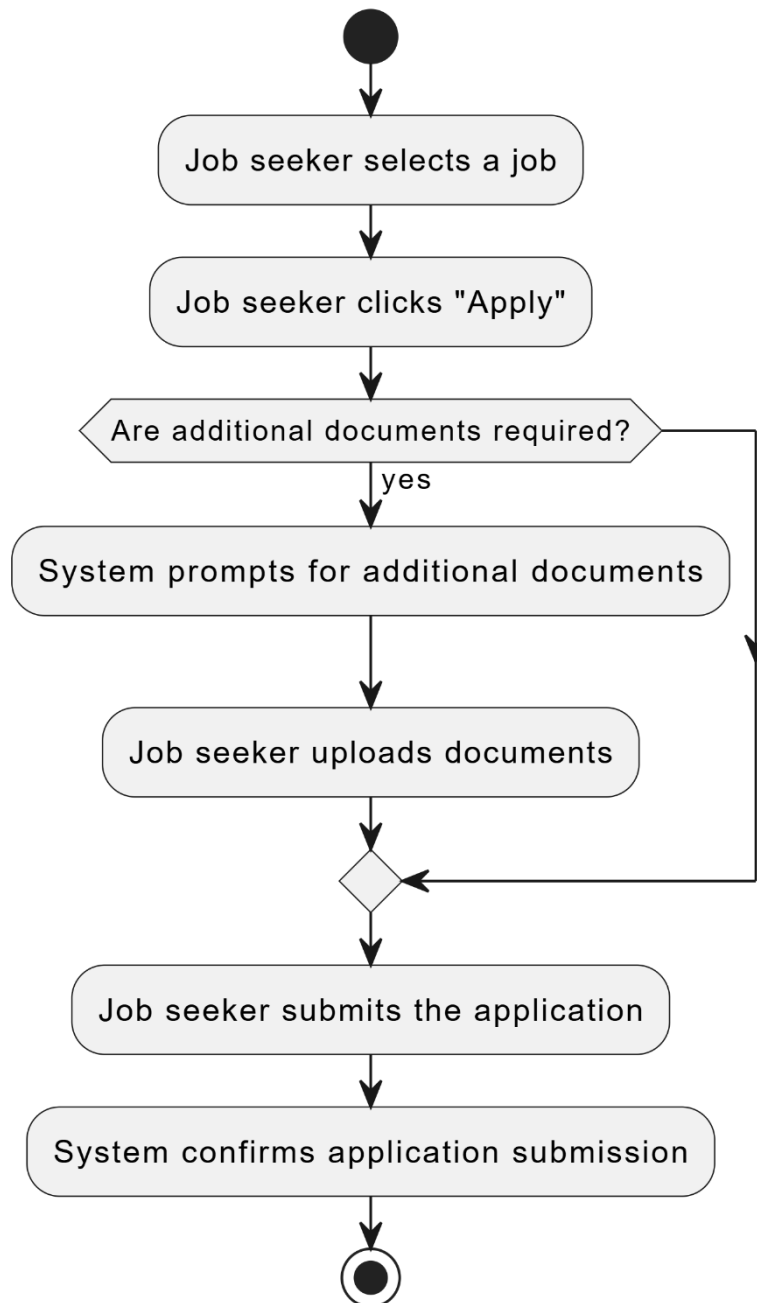 Job seeker selects a job
Job seeker clicks "Apply"
Are additional documents required?
yes
System prompts for additional documents
Job seeker uploads documents
Job seeker submits the application
System confirms application submission